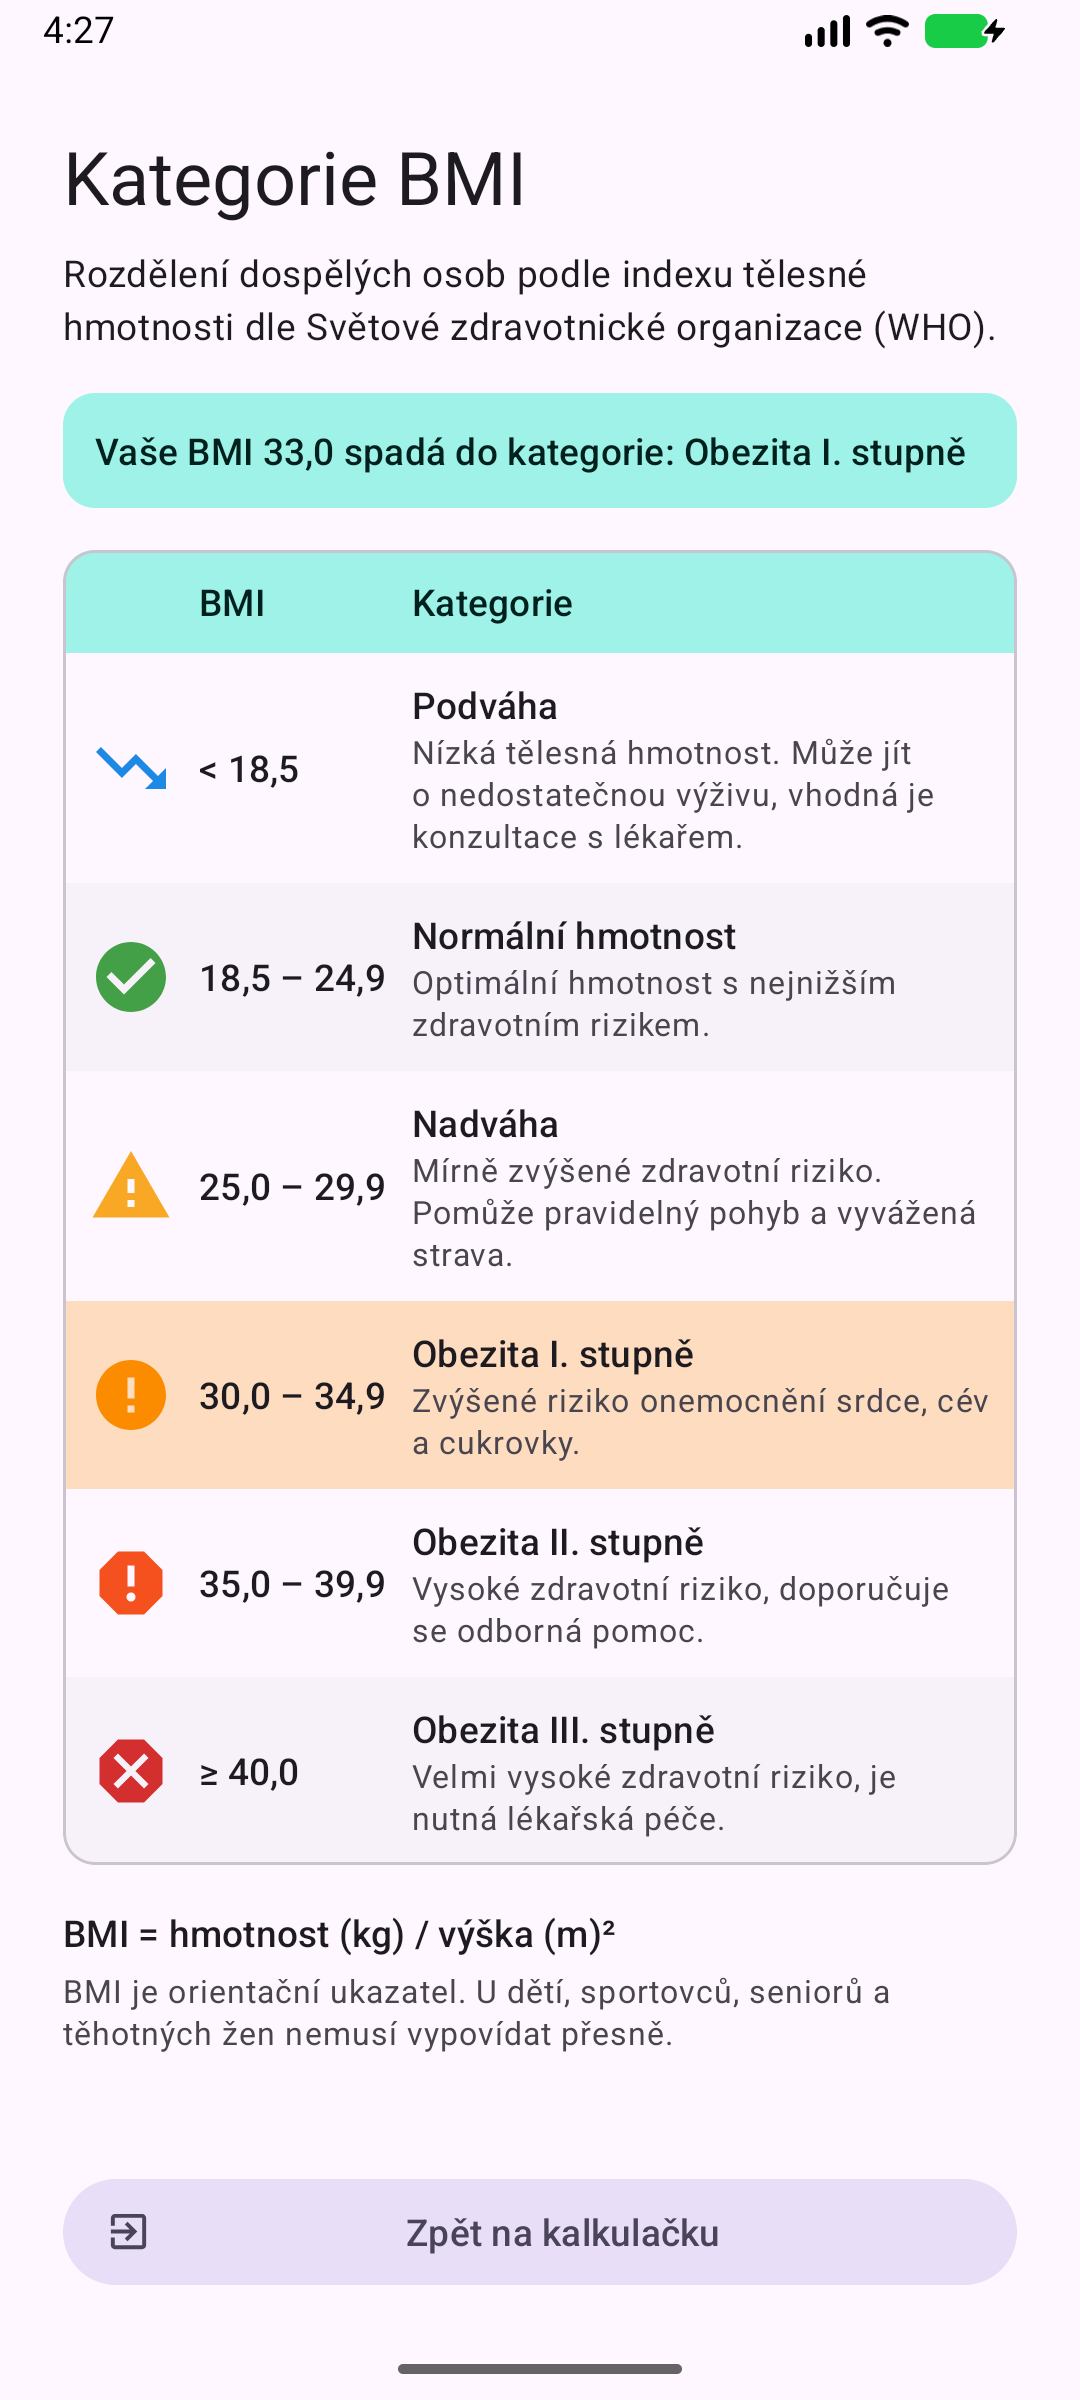 4:27
Kategorie BMI
Rozdělení dospělých osob podle indexu tělesné
hmotnosti dle Světové zdravotnické organizace (WHO).
Vaše BMI 33,0 spadá do kategorie: Obezita I. stupně
BMI Kategorie
Podváha
< 18,5
Nízká tělesná hmotnost. Může jít
o nedostatečnou výživu, vhodná je
konzultace s lékařem.
Normální hmotnost
18,5 – 24,9
Optimální hmotnost s nejnižším
zdravotním rizikem.
Nadváha
25,0 – 29,9
Mírně zvýšené zdravotní riziko.
Pomůže pravidelný pohyb a vyvážená
strava.
Obezita I. stupně
30,0 – 34,9
Zvýšené riziko onemocnění srdce, cév
a cukrovky.
Obezita II. stupně
35,0 – 39,9
Vysoké zdravotní riziko, doporučuje
se odborná pomoc.
Obezita III. stupně
≥ 40,0
Velmi vysoké zdravotní riziko, je
nutná lékařská péče.
BMI = hmotnost (kg) / výška (m)²
BMI je orientační ukazatel. U dětí, sportovců, seniorů a
těhotných žen nemusí vypovídat přesně.
Zpět na kalkulačku